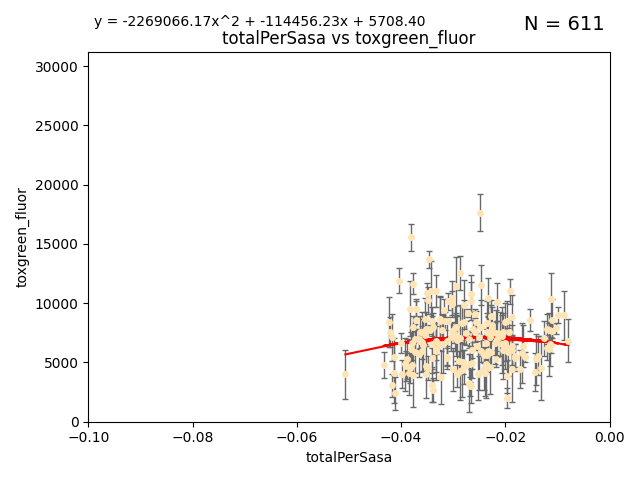 y = -2269066.17x^2 + -114456.23x + 5708.40
N = 611
totalPerSasa vs toxgreen_fluor
30000
25000
20000
15000
10000
5000
0
toxgreen_fluor
−0.10
−0.08
−0.06
−0.04
−0.02
0.00
totalPerSasa